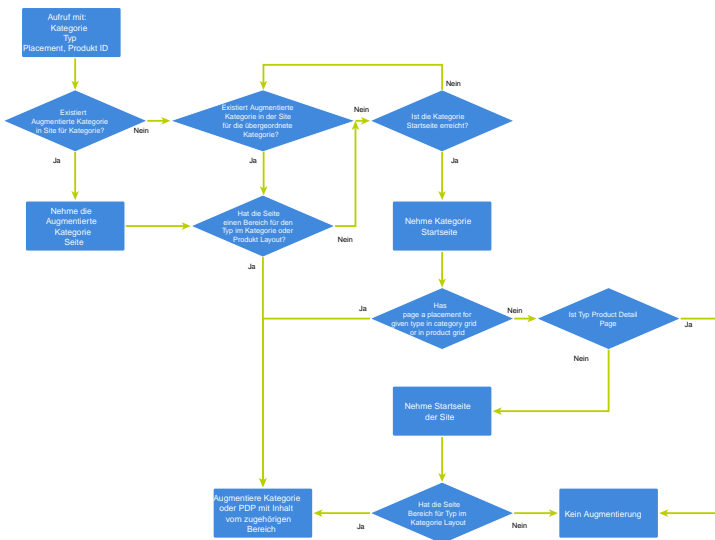 Aufruf mit:
Kategorie
Typ
Placement, Produkt ID
Nein
Existiert
Augmentierte Kategorie
in Site für Kategorie?
Nein
Existiert Augmentierte
Kategorie in der Site
für die übergeordnete
Kategorie?
Nein
Ist die Kategorie
Startseite erreicht?
Ja
Ja
Ja
Nehme die
Augmentierte
Kategorie
Seite
Hat die Seite
einen Bereich für den
Typ im Kategorie oder
Produkt Layout?
Nein
Nehme Kategorie
Startseite
Ja
Ja
Has
page a placement for
given type in category grid
or in product grid
Nein
Ist Typ Product Detail
Page
Ja
Nein
Nehme Startseite
der Site
Augmentiere Kategorie
oder PDP mit Inhalt
vom zugehörigen
Bereich
Ja
Hat die Seite
Bereich für Typ im
Kategorie Layout
Nein
Kein Augmentierung